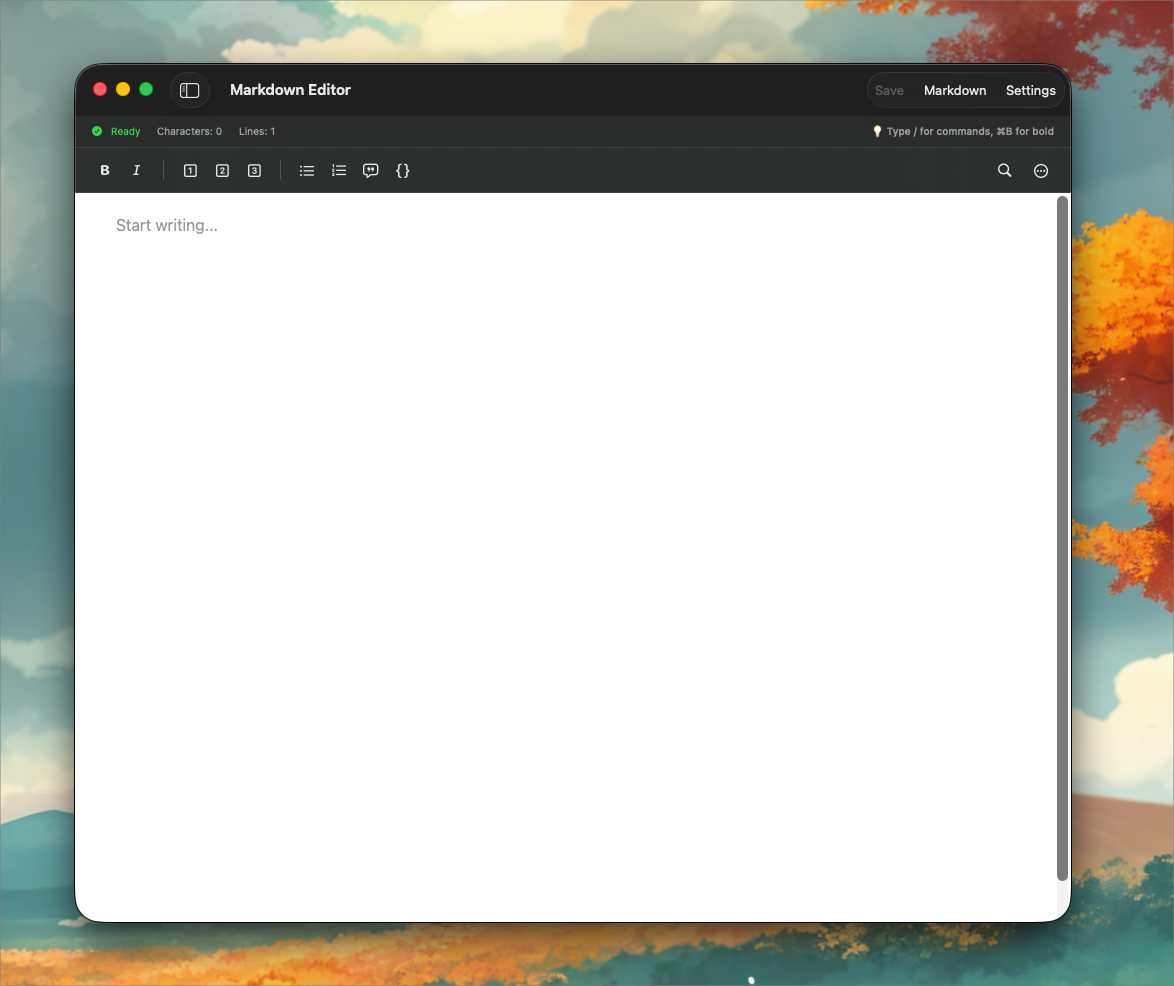 Markdown Editor Save Markdown Settings
Ready Characters: 0 Lines: 1 Type / for commands, ⌘B for bold
B I 1 2 3 {}
Start writing...